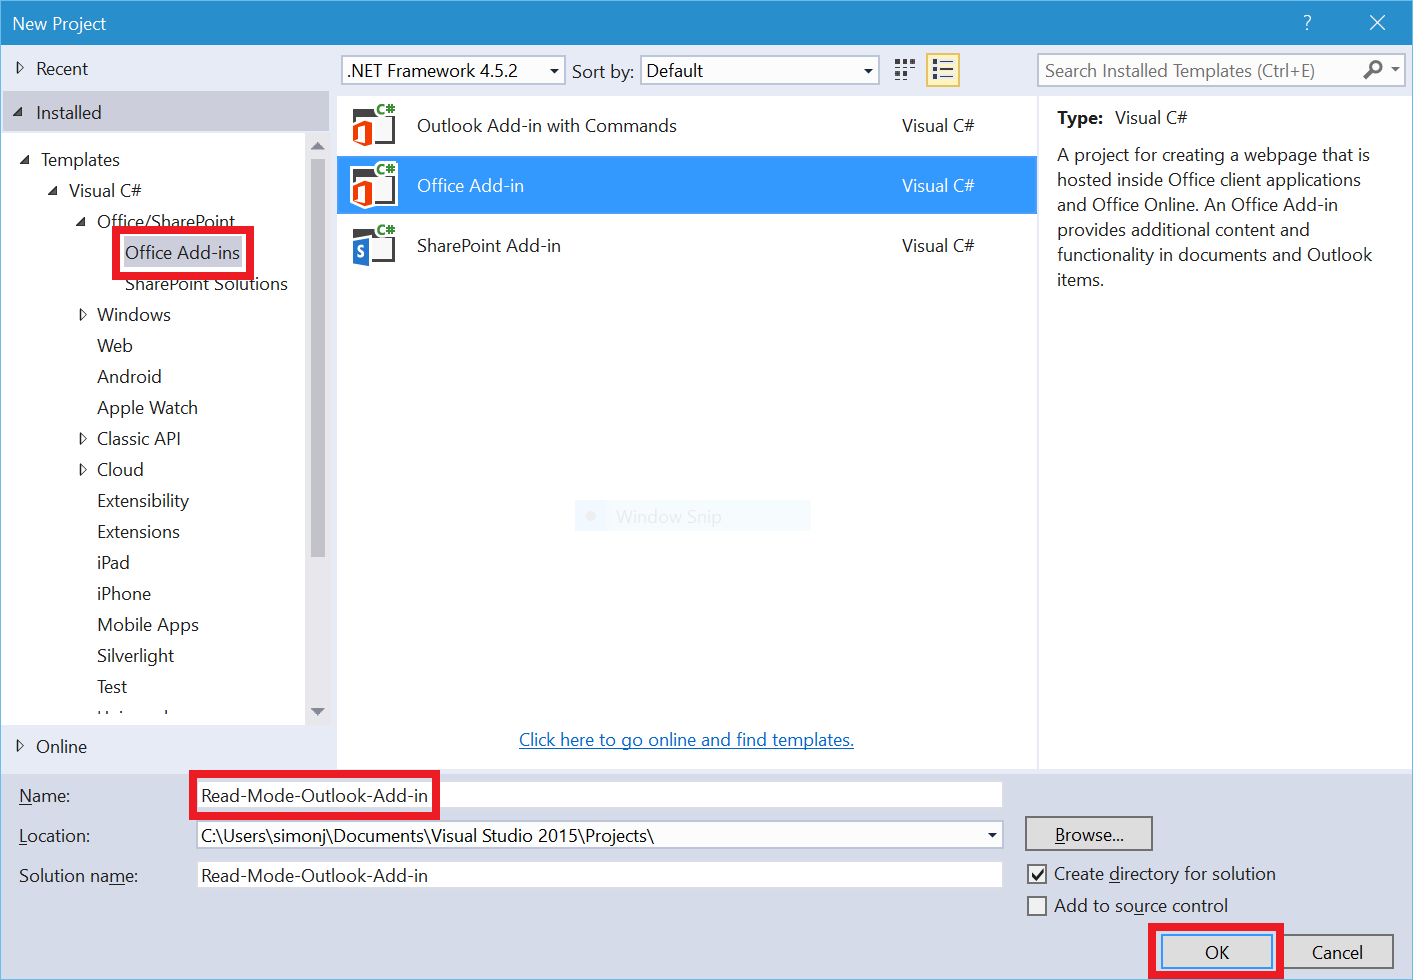 New Project
?
Recent
.NET Framework 4.5.2
Sort by:
Default
Search Installed Templates (Ctrl+E)
Installed
Templates
Visual C#
Office/SharePoint
Office Add-ins
SharePoint Solutions
Windows
Web
Android
Apple Watch
Classic API
Cloud
Extensibility
Extensions
iPad
iPhone
Mobile Apps
Silverlight
Test
Online
C#
Outlook Add-in with Commands
Visual C#
C#
Office Add-in
Visual C#
C#
S
SharePoint Add-in
Visual C#
Window Snip
Click here to go online and find templates.
Type: Visual C#
A project for creating a webpage that is
hosted inside Office client applications
and Office Online. An Office Add-in
provides additional content and
functionality in documents and Outlook
items.
Name:
Read-Mode-Outlook-Add-in
Location:
C:\Users\simonj\Documents\Visual Studio 2015\Projects\
Browse...
Solution name:
Read-Mode-Outlook-Add-in
Create directory for solution
Add to source control
OK
Cancel